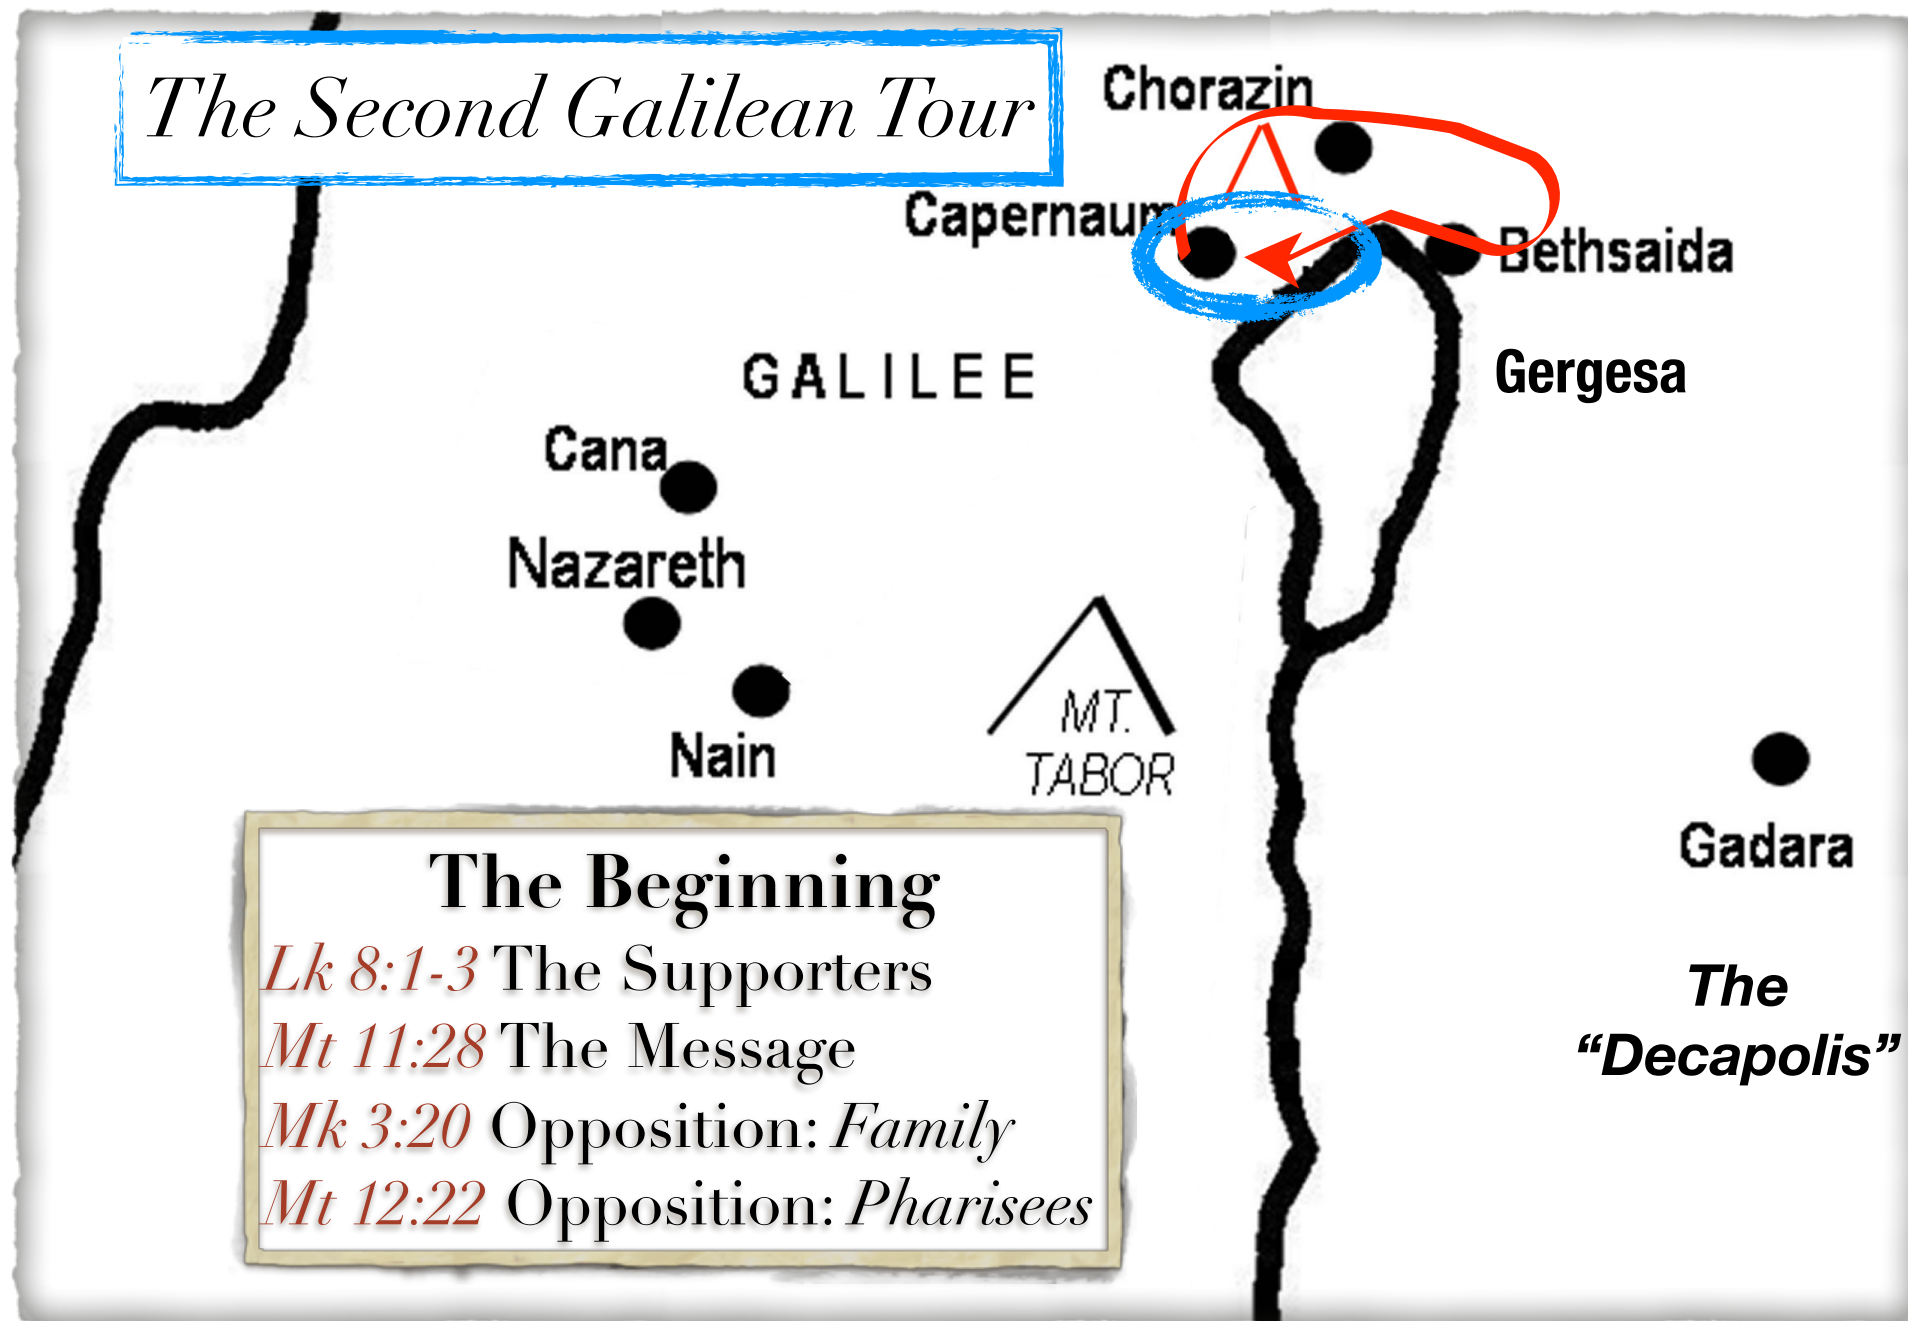 The Second Galilean Tour
Chorazin
Capernaum
Bethsaida
GALILEE
Gergesa
Cana
Nazareth
Nain
MT.
TABOR
Gadara
The
“Decapolis”
The Beginning
Lk 8:1-3 The Supporters
Mt 11:28 The Message
Mk 3:20 Opposition: Family
Mt 12:22 Opposition: Pharisees